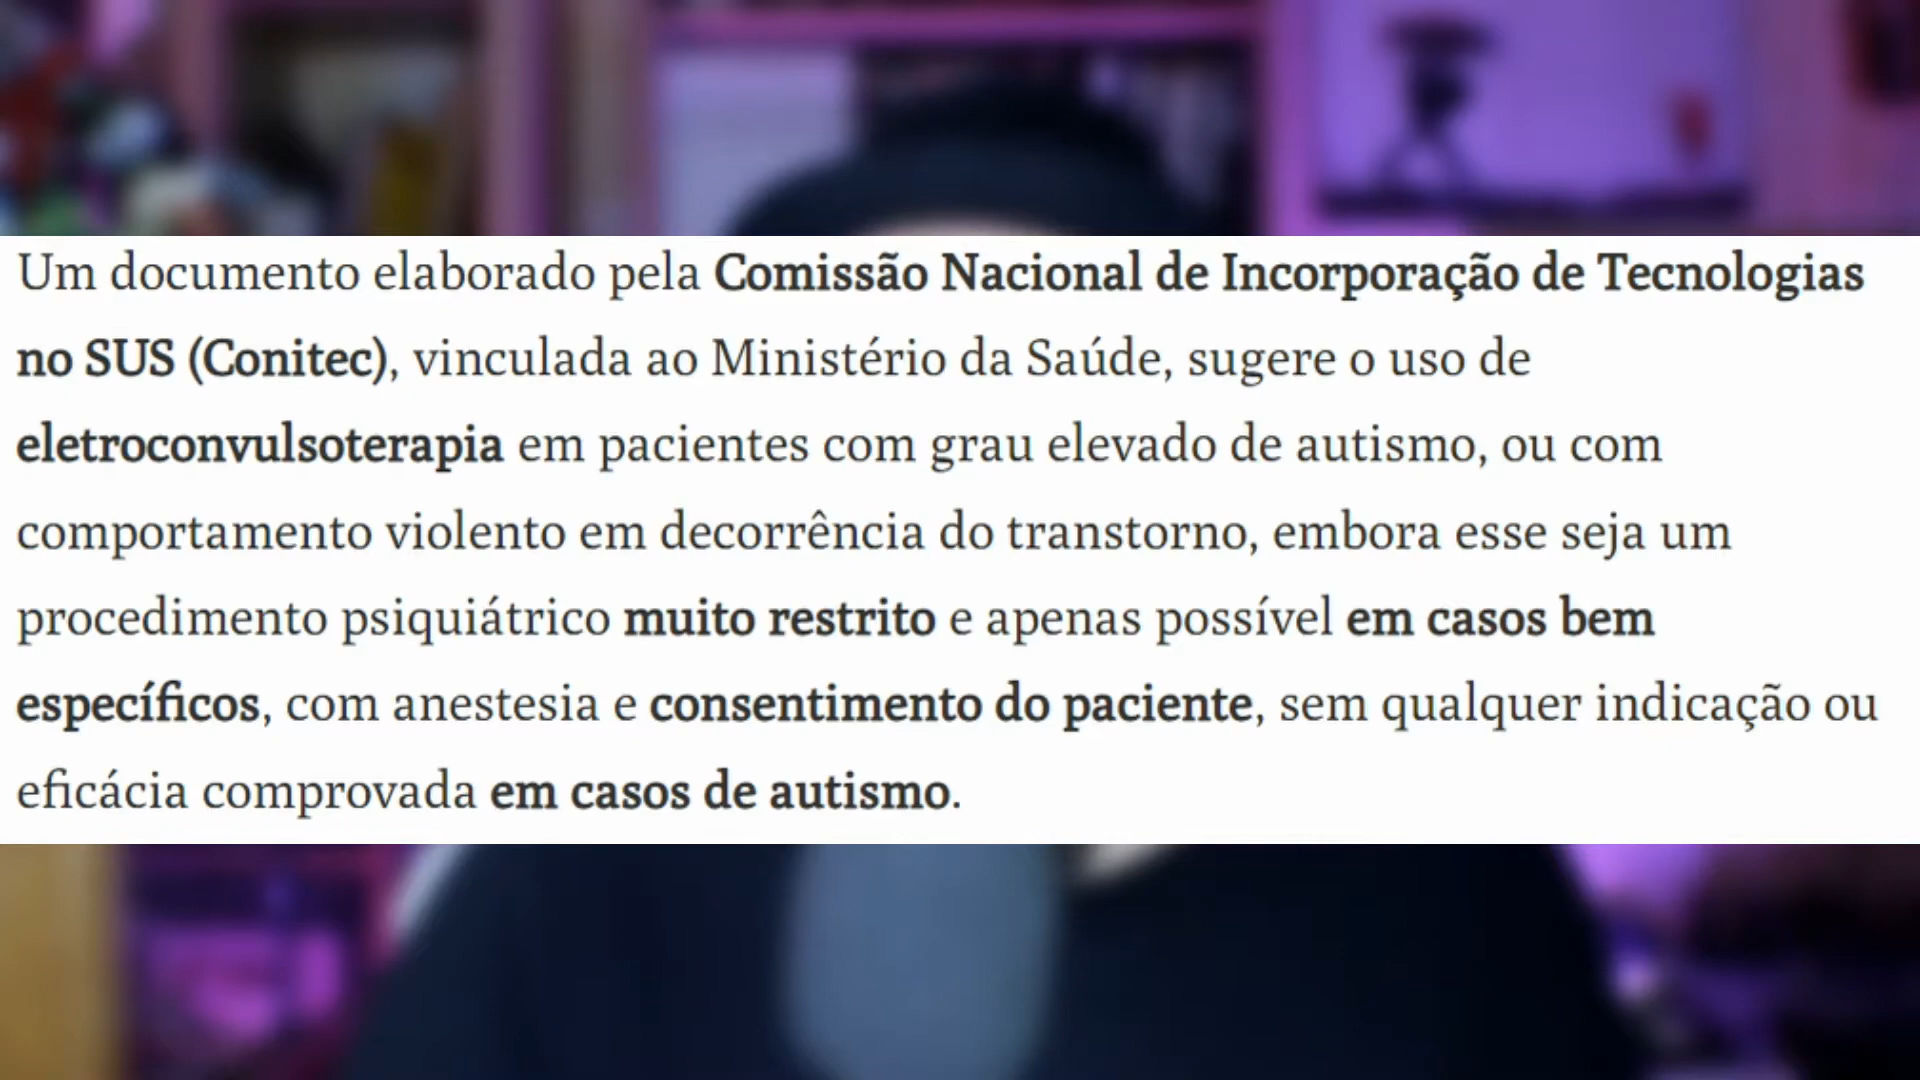 Um documento elaborado pela Comissão Nacional de Incorporação de Tecnologias
no SUS (Conitec), vinculada ao Ministério da Saúde, sugere o uso de
eletroconvulsoterapia em pacientes com grau elevado de autismo, ou com
comportamento violento em decorrência do transtorno, embora esse seja um
procedimento psiquiátrico muito restrito e apenas possível em casos bem
específicos, com anestesia e consentimento do paciente, sem qualquer indicação ou
eficácia comprovada em casos de autismo.